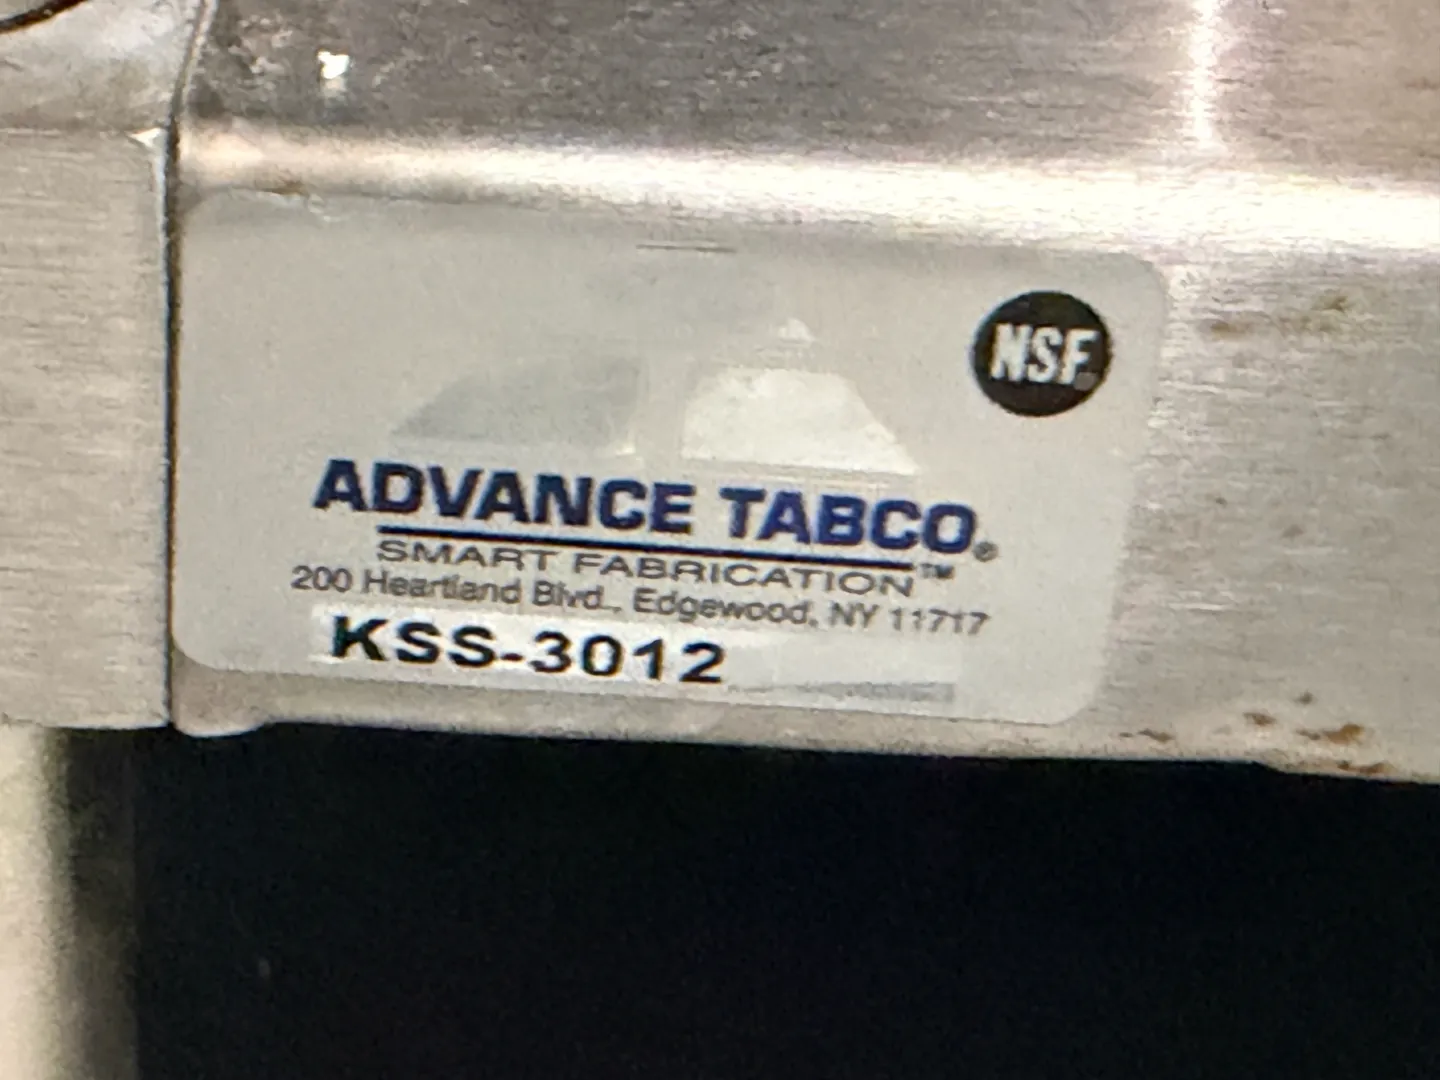 NSF®
ADVANCE TABCO®
SMART FABRICATION™
200 Heartland Blvd., Edgewood, NY 11717
KSS-3012